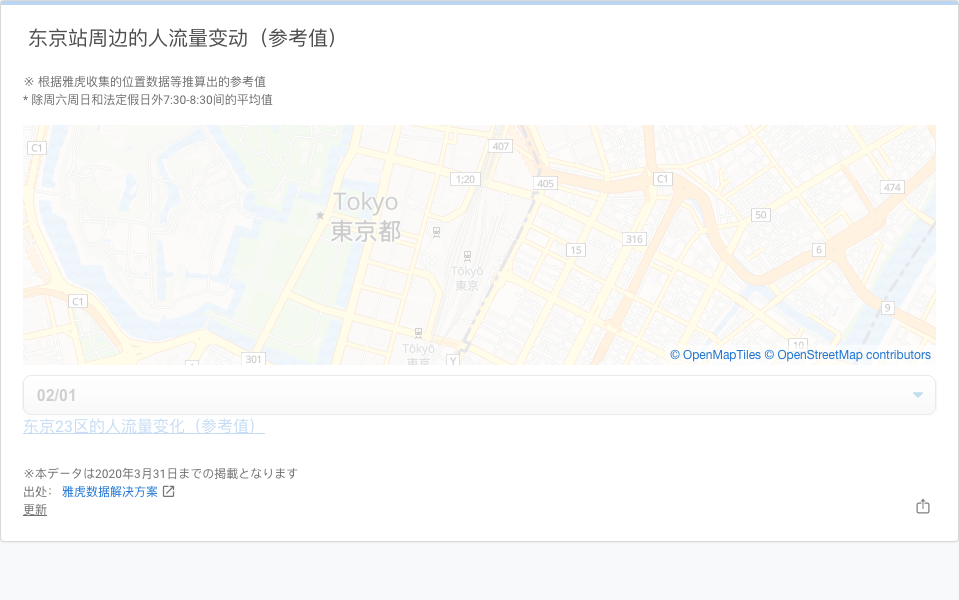 东京站周边的人流量变动（参考值）
※ 根据雅虎收集的位置数据等推算出的参考值
* 除周六周日和法定假日外7:30-8:30间的平均值
C1
407
1;20
405
C1
474
Tokyo
東京都
50
316
15
6
Tōkyō
東京
C1
9
10
301
Tōkyō
東京
Y
© OpenMapTiles © OpenStreetMap contributors
02/01
东京23区的人流量变化（参考值）
※本データは2020年3月31日までの掲載となります
出处： 雅虎数据解决方案
更新